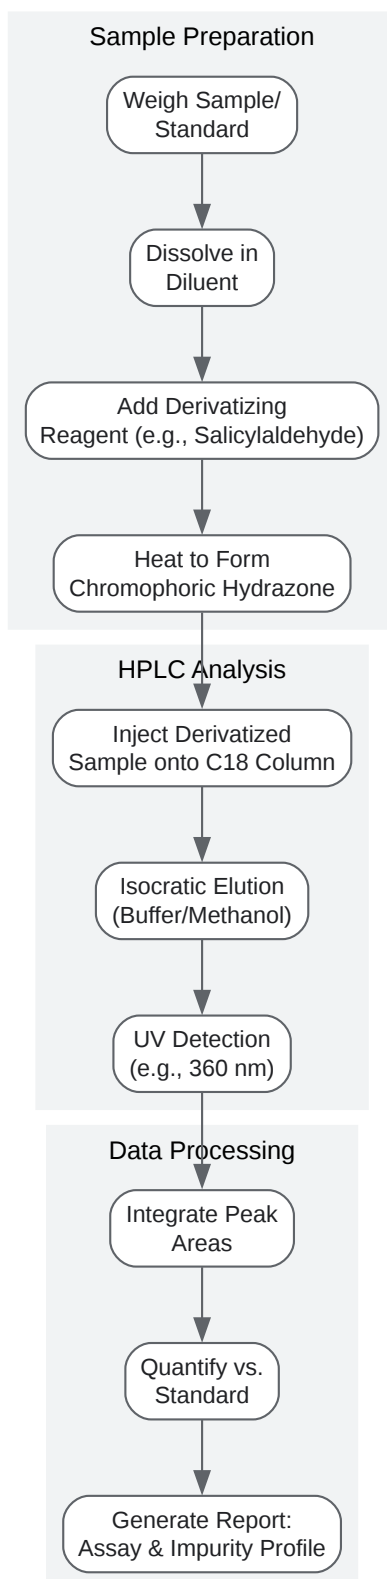 Sample Preparation
Weigh Sample/
Standard
Dissolve in
Diluent
Add Derivatizing
Reagent (e.g., Salicylaldehyde)
Heat to Form
Chromophoric Hydrazone
HPLC Analysis
Inject Derivatized
Sample onto C18 Column
Isocratic Elution
(Buffer/Methanol)
UV Detection
(e.g., 360 nm)
Data Processing
Integrate Peak
Areas
Quantify vs.
Standard
Generate Report:
Assay & Impurity Profile